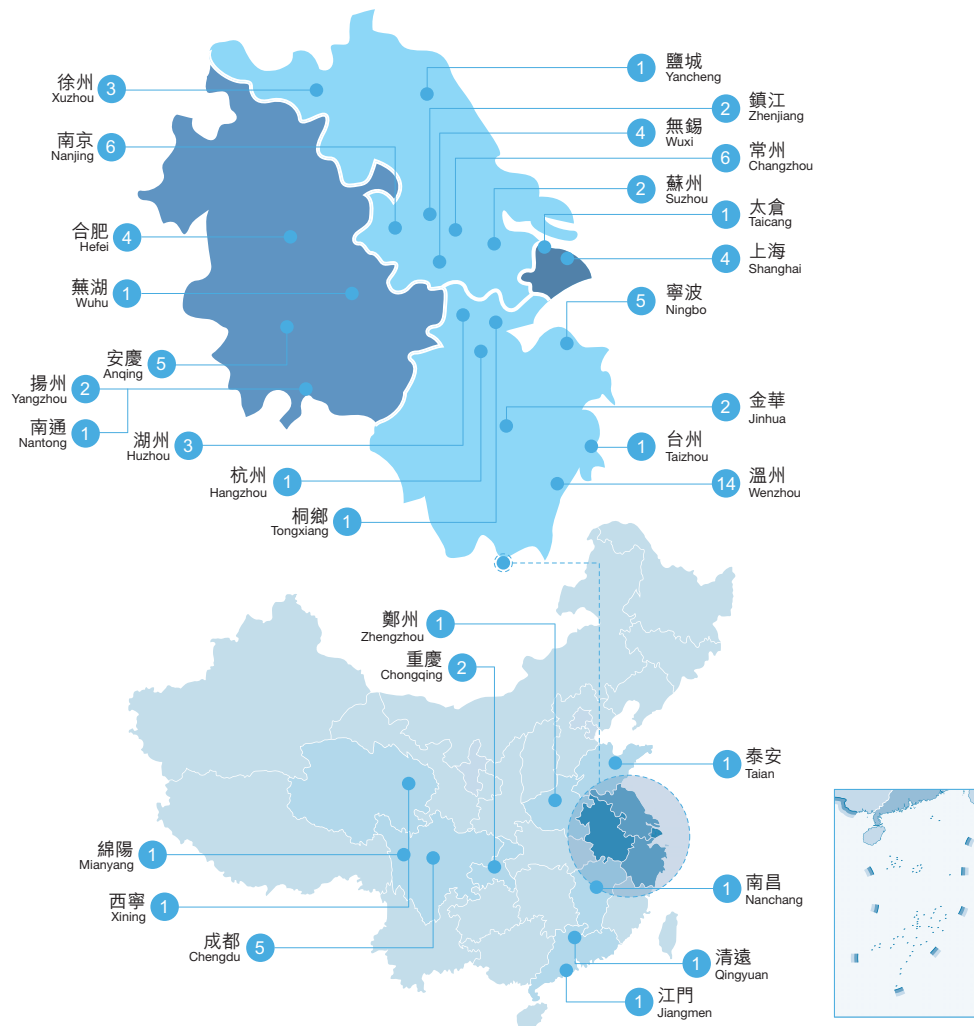 徐州
Xuzhou
3
南京
Nanjing
6
合肥
Hefei
4
蕪湖
Wuhu
1
安慶
Anqing
5
揚州
Yangzhou
2
南通
Nantong
1
湖州
Huzhou
3
杭州
Hangzhou
1
桐鄉
Tongxiang
1
1
鹽城
Yancheng
2
鎮江
Zhenjiang
4
無錫
Wuxi
6
常州
Changzhou
2
蘇州
Suzhou
1
太倉
Taicang
4
上海
Shanghai
5
寧波
Ningbo
2
金華
Jinhua
1
台州
Taizhou
14
溫州
Wenzhou
鄭州
Zhengzhou
1
重慶
Chongqing
2
1
泰安
Taian
綿陽
Mianyang
1
西寧
Xining
1
成都
Chengdu
5
1
南昌
Nanchang
1
清遠
Qingyuan
1
江門
Jiangmen